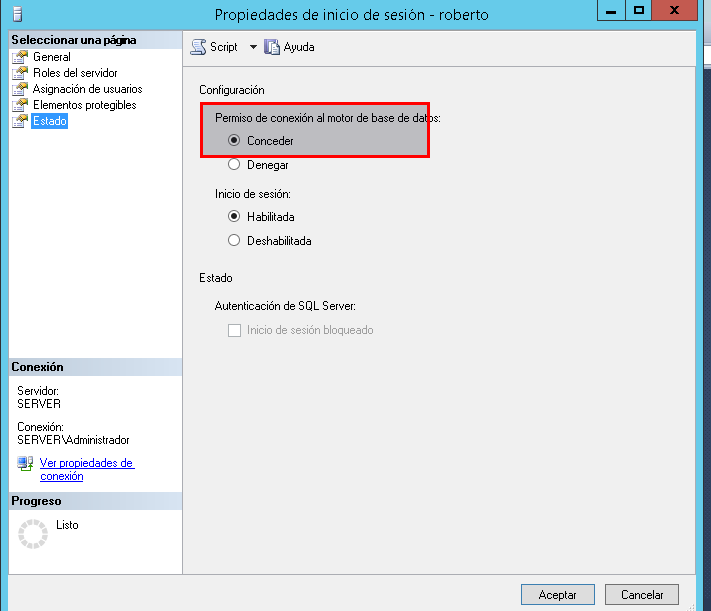 Propiedades de inicio de sesión - roberto
Seleccionar una página
General
Roles del servidor
Asignación de usuarios
Elementos protegibles
Estado
Script
Ayuda
Configuración
Permiso de conexión al motor de base de datos:
Conceder
Denegar
Inicio de sesión:
Habilitada
Deshabilitada
Estado
Autenticación de SQL Server:
Inicio de sesión bloqueado
Conexión
Servidor:
SERVER
Conexión:
SERVER\Administrador
Ver propiedades de
conexión
Progreso
Listo
Aceptar
Cancelar